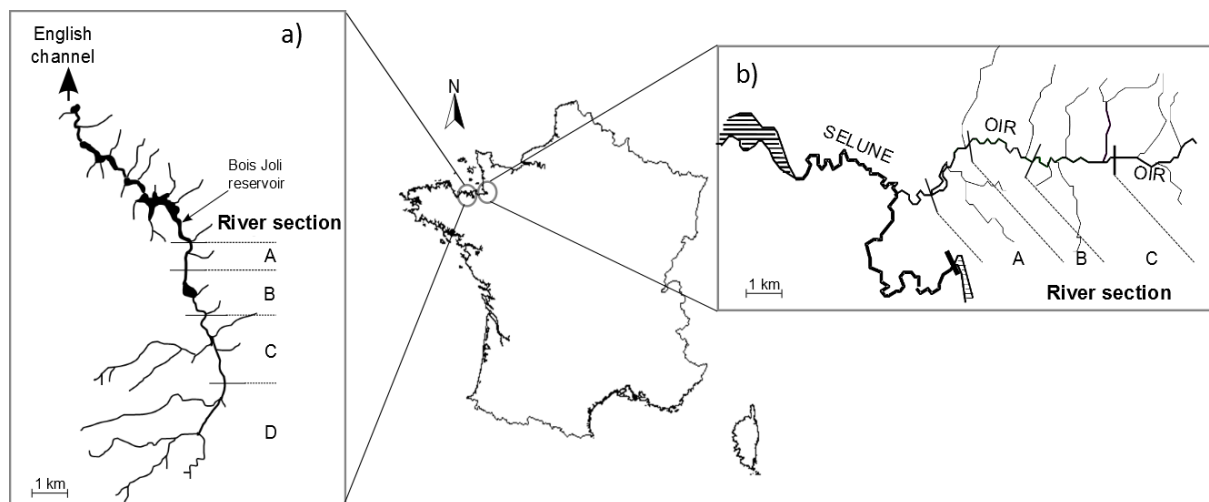 a)
English
channel
Bois Joli
reservoir
River section
A
B
C
D
1 km
N
b)
SELUNE
OIR
OIR
A B C
River section
1 km